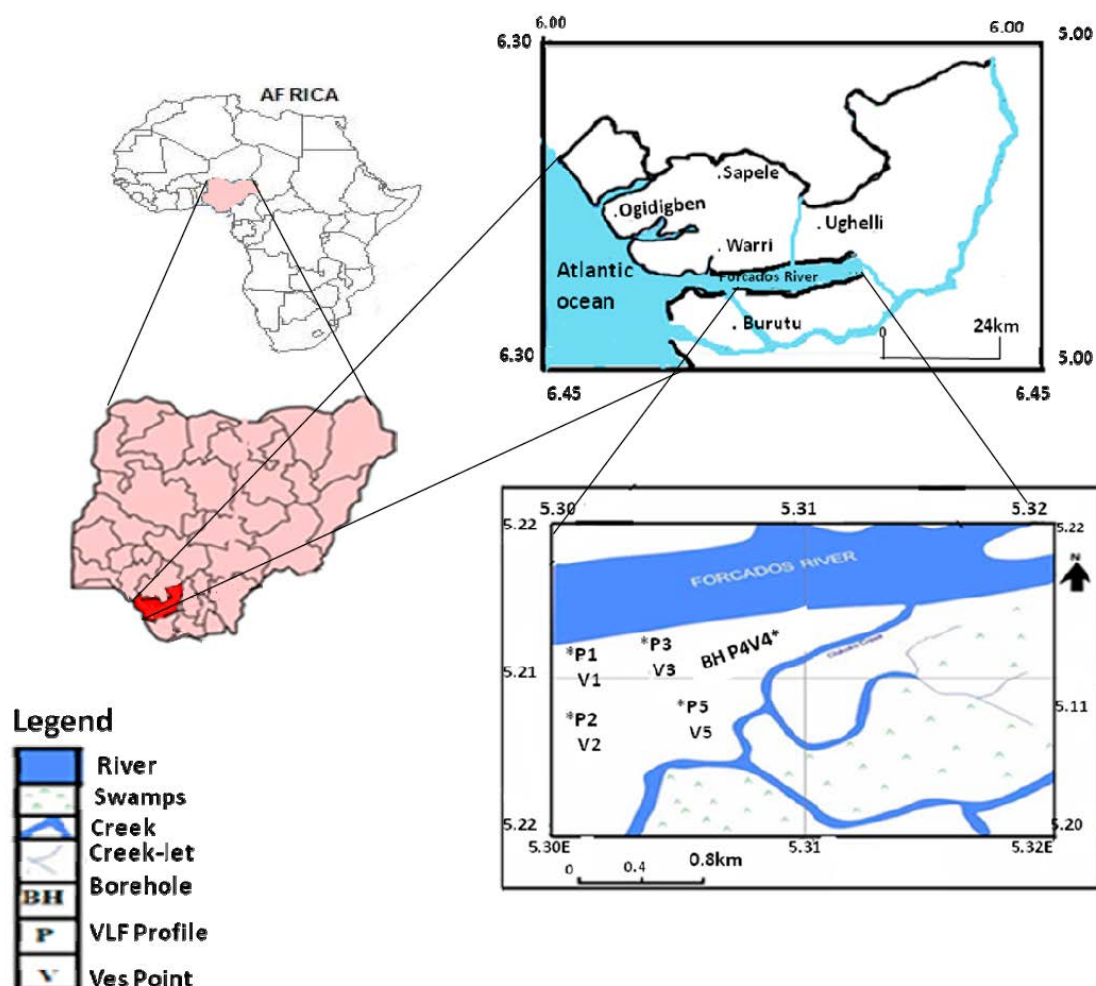 AFRICA
6.00
6.00
6.30
5.00
.Sapele
.Ogidigben
.Ughelli
.Warri
Atlantic
ocean
Forcados River
.Burutu
0
24km
6.30
5.00
6.45
6.45
5.30
5.31
5.32
5.22
5.22
N
FORCADOS RIVER
*P1
V1
*P3
V3
BH P4V4*
5.21
*P2
V2
*P5
V5
5.11
5.22
5.20
5.30E
5.31
5.32E
0
0.4
0.8km
Legend
River
Swamps
Creek
Creek-let
BH Borehole
P VLF Profile
V Ves Point